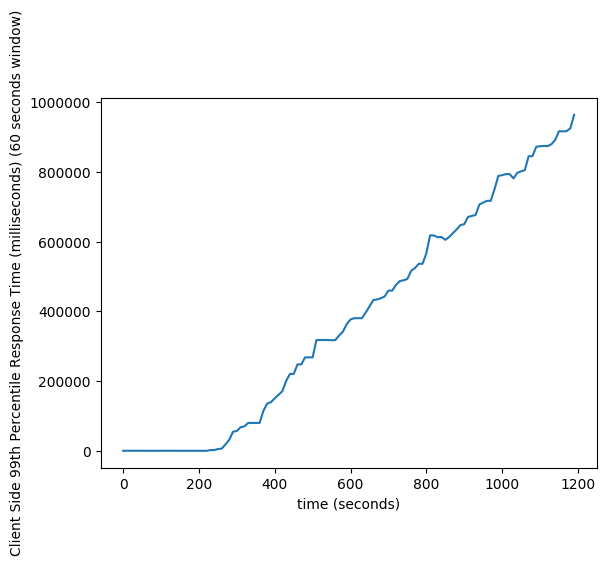 Client Side 99th Percentile Response Time (milliseconds) (60 seconds window)
1000000
800000
600000
400000
200000
0
0 200 400 600 800 1000 1200
time (seconds)